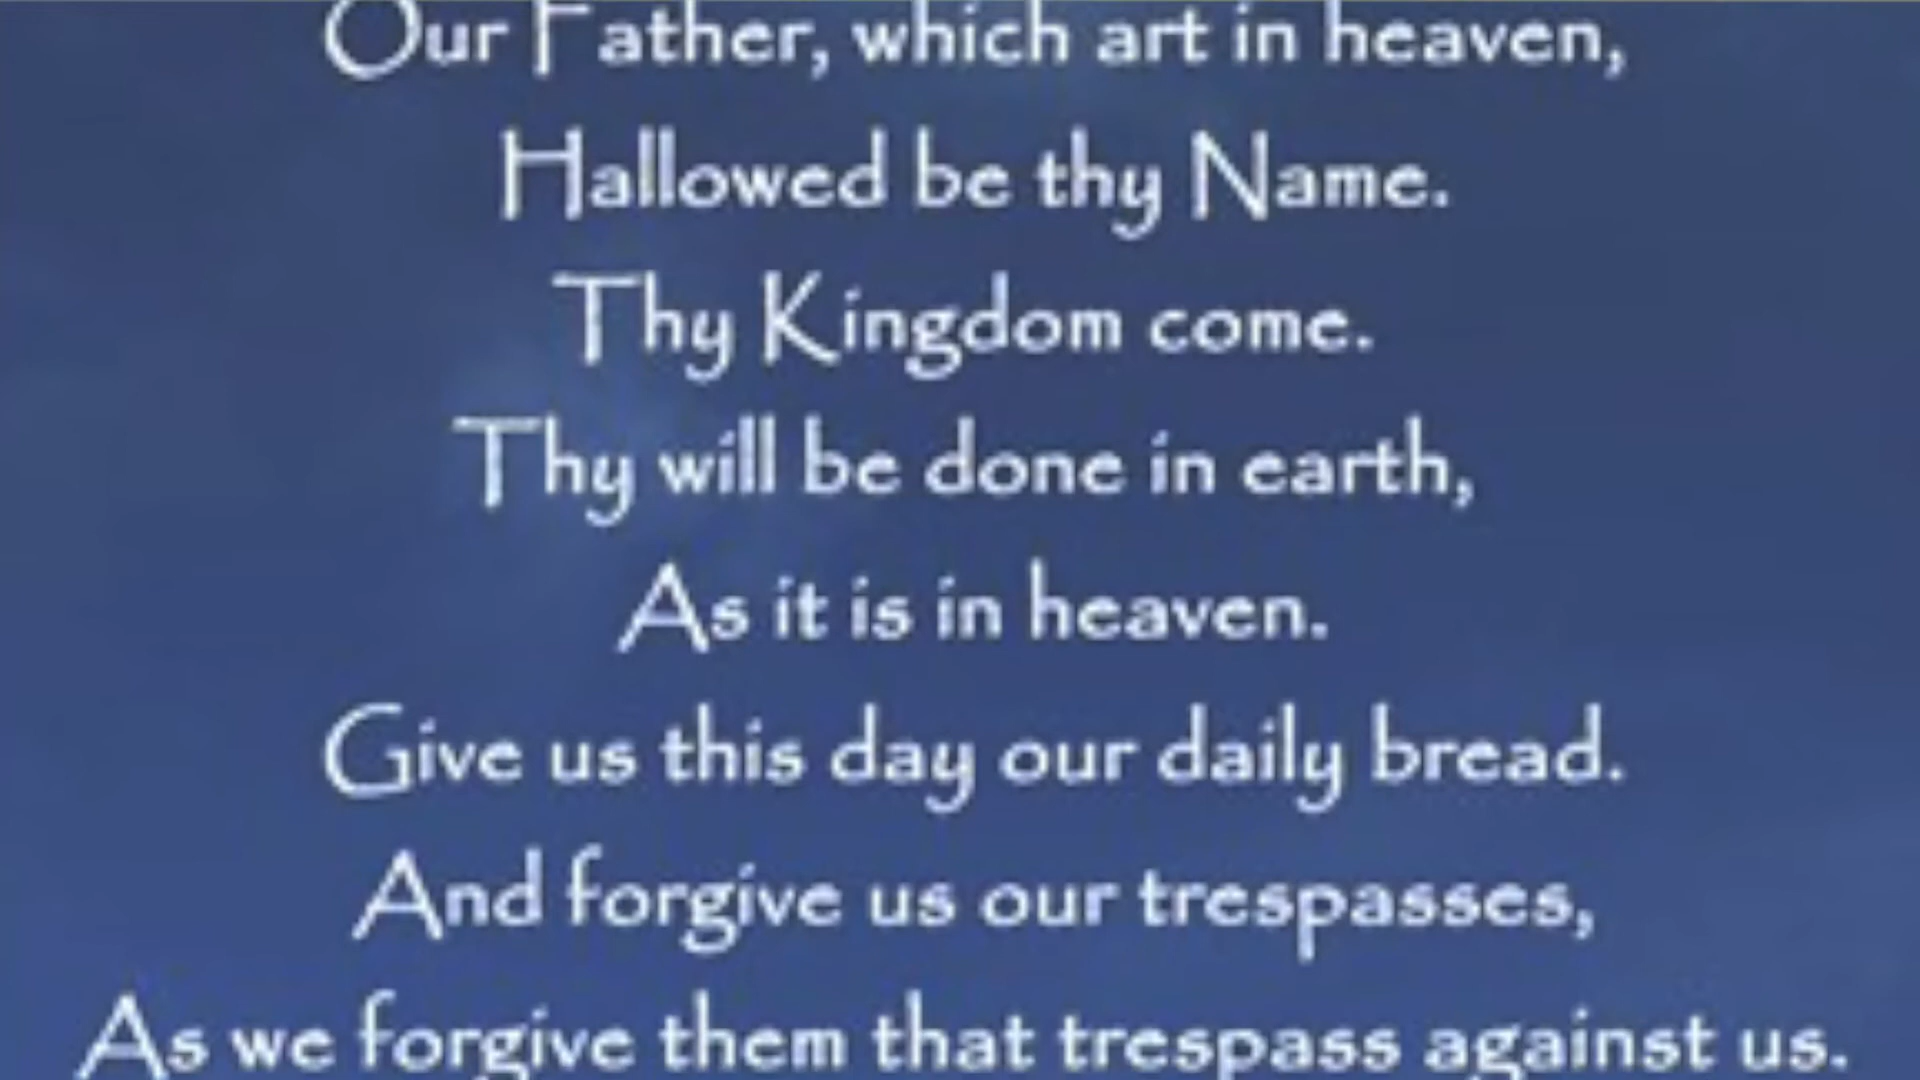 Our Father, which art in heaven,
Hallowed be thy Name.
Thy Kingdom come.
Thy will be done in earth,
As it is in heaven.
Give us this day our daily bread.
And forgive us our trespasses,
As we forgive them that trespass against us.